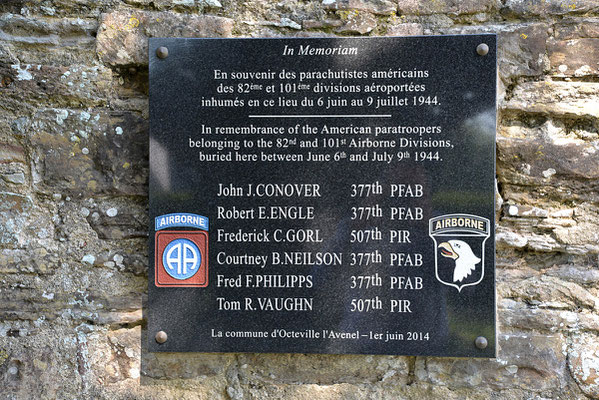 In Memoriam
En souvenir des parachutistes américains
des 82ème et 101ème divisions aéroportées
inhumés en ce lieu du 6 juin au 9 juillet 1944.
In remembrance of the American paratroopers
belonging to the 82nd and 101st Airborne Divisions,
buried here between June 6th and July 9th 1944.
John J.CONOVER 377th PFAB
Robert E.ENGLE 377th PFAB
Frederick C.GORL 507th PIR
Courtney B.NEILSON 377th PFAB
Fred F.PHILIPPS 377th PFAB
Tom R.VAUGHN 507th PIR
AIRBORNE
AA
AIRBORNE
La commune d'Octeville l'Avenel – 1er juin 2014